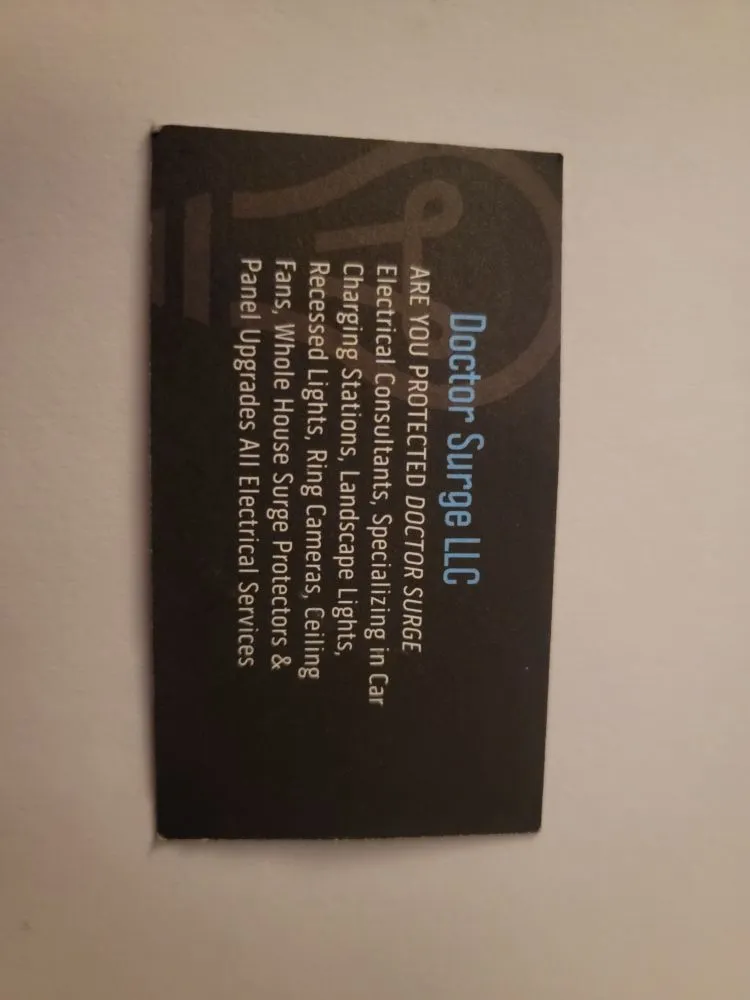 Doctor Surge LLC
ARE YOU PROTECTED DOCTOR SURGE
Electrical Consultants, Specializing in Car
Charging Stations, Landscape Lights,
Recessed Lights, Ring Cameras, Ceiling
Fans, Whole House Surge Protectors &
Panel Upgrades All Electrical Services